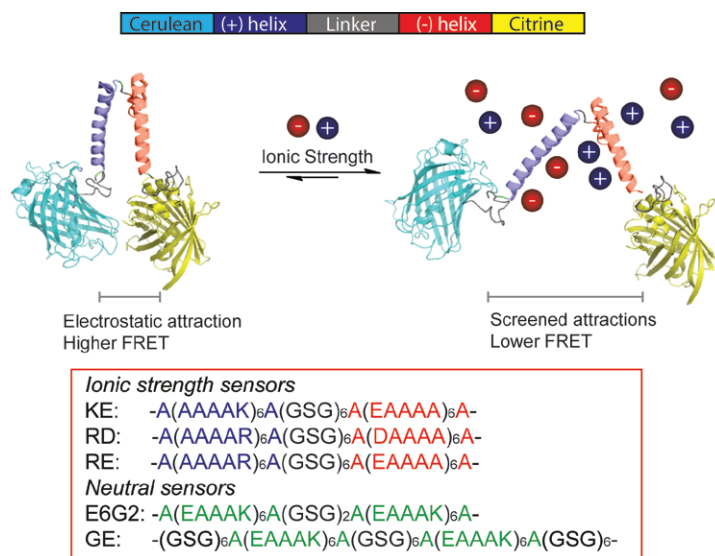 Cerulean (+) helix Linker (-) helix Citrine
- +
Ionic Strength
- + - + - + - +
Electrostatic attraction
Higher FRET
Screened attractions
Lower FRET
Ionic strength sensors
KE: -A(AAAAK)₆A(GSG)₆A(EAAAA)₆A-
RD: -A(AAAAR)₆A(GSG)₆A(DAAAA)₆A-
RE: -A(AAAAR)₆A(GSG)₆A(EAAAA)₆A-
Neutral sensors
E6G2: -A(EAAAK)₆A(GSG)₂A(EAAAK)₆A-
GE: -(GSG)₆A(EAAAK)₆A(GSG)₆A(EAAAK)₆A(GSG)₆-